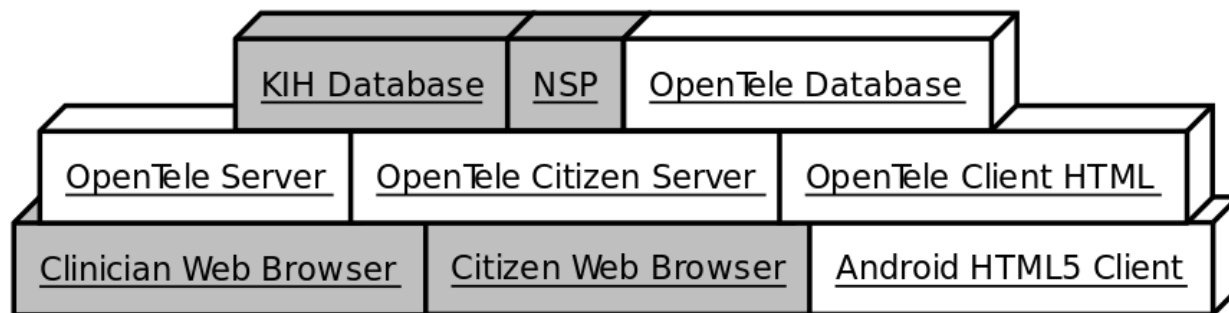 KIH Database NSP OpenTele Database
OpenTele Server OpenTele Citizen Server OpenTele Client HTML
Clinician Web Browser Citizen Web Browser Android HTML5 Client